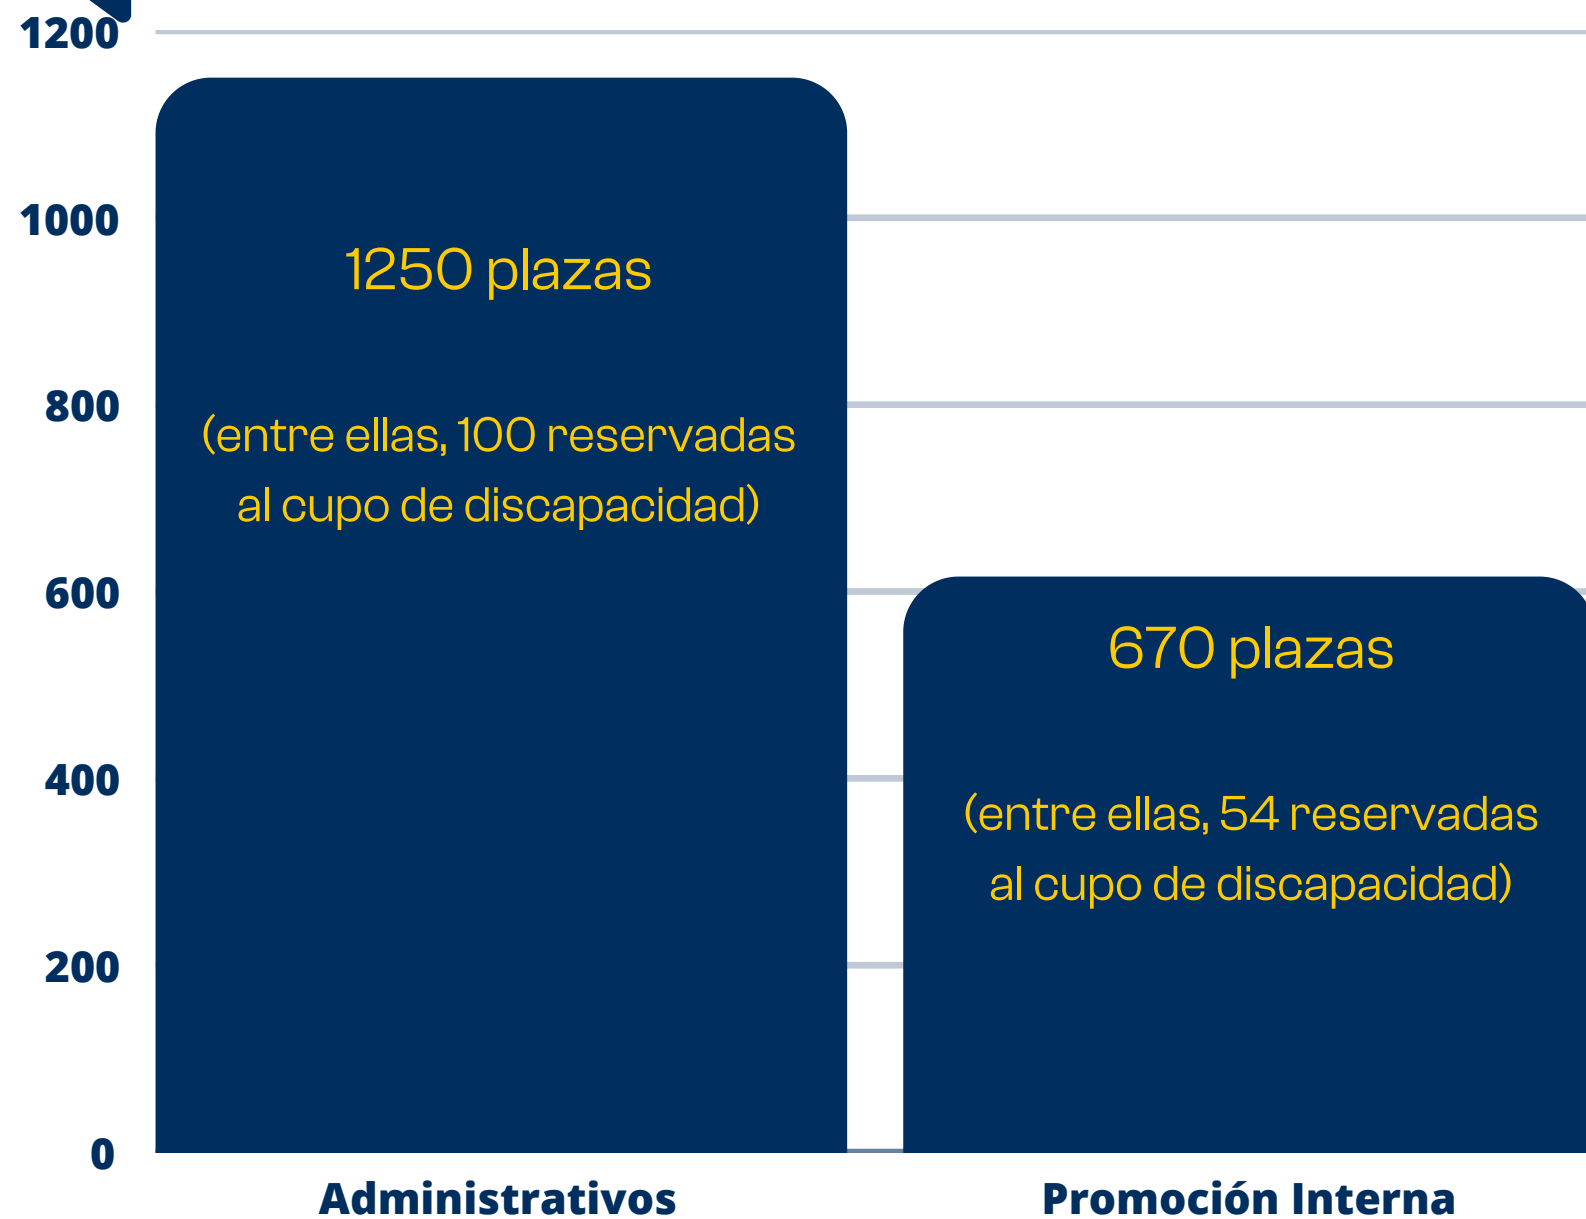 1200
1000
800
600
400
200
0
1250 plazas
(entre ellas, 100 reservadas
al cupo de discapacidad)
670 plazas
(entre ellas, 54 reservadas
al cupo de discapacidad)
Administrativos
Promoción Interna